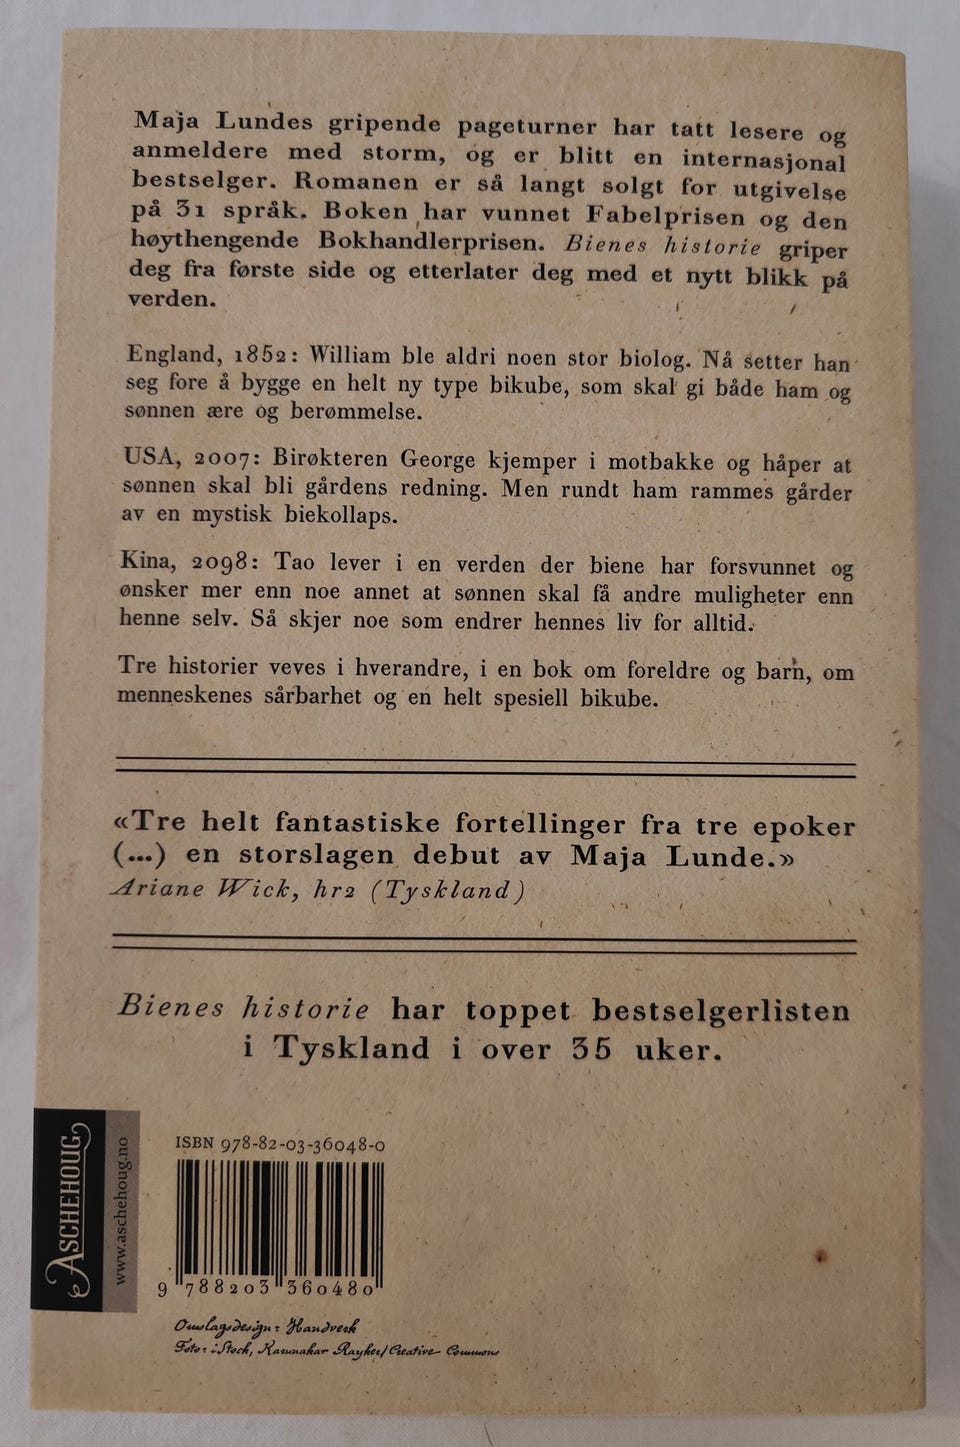 Maja Lundes gripende pageturner har tatt lesere og
anmeldere med storm, og er blitt en internasjonal
bestselger. Romanen er så langt solgt for utgivelse
på 31 språk. Boken har vunnet Fabelprisen og den
høythengende Bokhandlerprisen. Bienes historie griper
deg fra første side og etterlater deg med et nytt blikk på
verden.
England, 1852: William ble aldri noen stor biolog. Nå setter han
seg fore å bygge en helt ny type bikube, som skal gi både ham og
sønnen ære og berømmelse.
USA, 2007: Birøkteren George kjemper i motbakke og håper at
sønnen skal bli gårdens redning. Men rundt ham rammes gårder
av en mystisk biekollaps.
Kina, 2098: Tao lever i en verden der biene har forsvunnet og
ønsker mer enn noe annet at sønnen skal få andre muligheter enn
henne selv. Så skjer noe som endrer hennes liv for alltid.
Tre historier veves i hverandre, i en bok om foreldre og barn, om
menneskenes sårbarhet og en helt spesiell bikube.
«Tre helt fantastiske fortellinger fra tre epoker
(...) en storslagen debut av Maja Lunde.»
Ariane Wick, hr2 (Tyskland)
Bienes historie har toppet bestselgerlisten
i Tyskland i over 35 uker.
ASCHEHOUG
www.aschehoug.no
ISBN 978-82-03-36048-0
9 788203 360480
Omslagsdesign: Handverk
Foto: iStock, Karunakar Rayker/Creative Commons